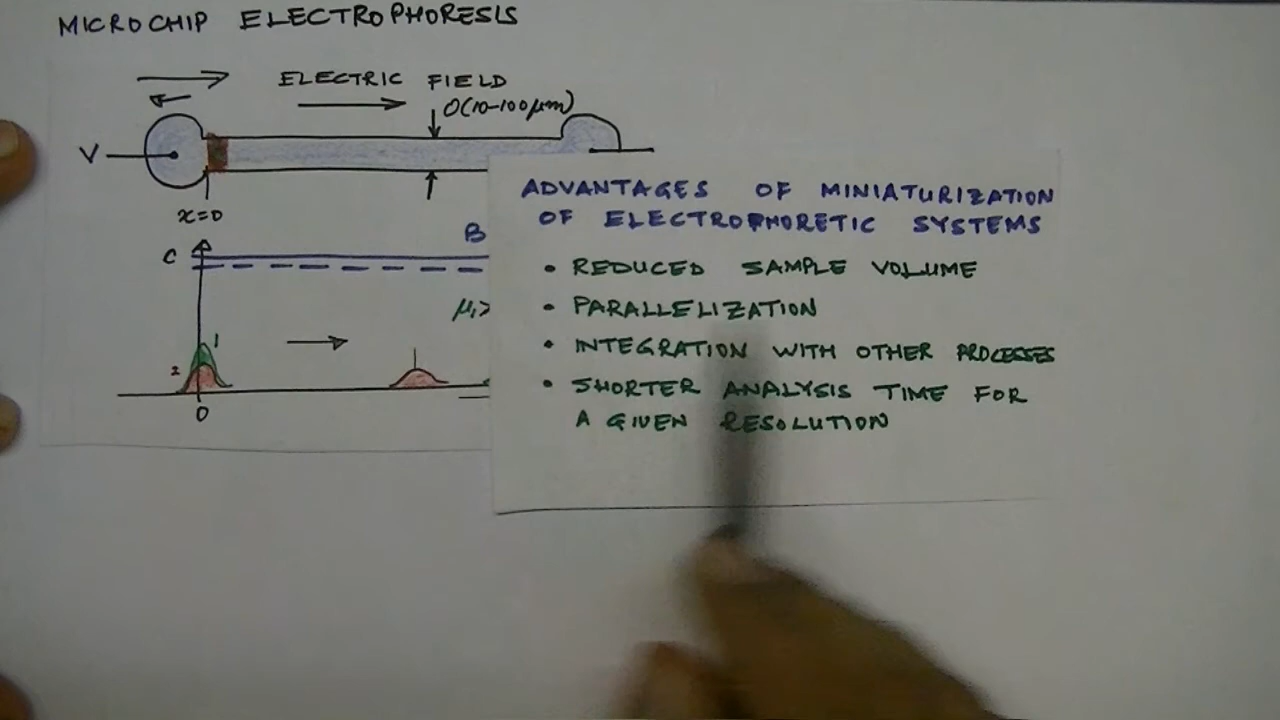 MICROCHIP ELECTROPHORESIS
ELECTRIC FIELD
O(10-100μm)
V
x=0
C
B
μ₁>
1
2
0
ADVANTAGES OF MINIATURIZATION
OF ELECTROPHORETIC SYSTEMS
• REDUCED SAMPLE VOLUME
• PARALLELIZATION
• INTEGRATION WITH OTHER PROCESSES
• SHORTER ANALYSIS TIME FOR
A GIVEN RESOLUTION